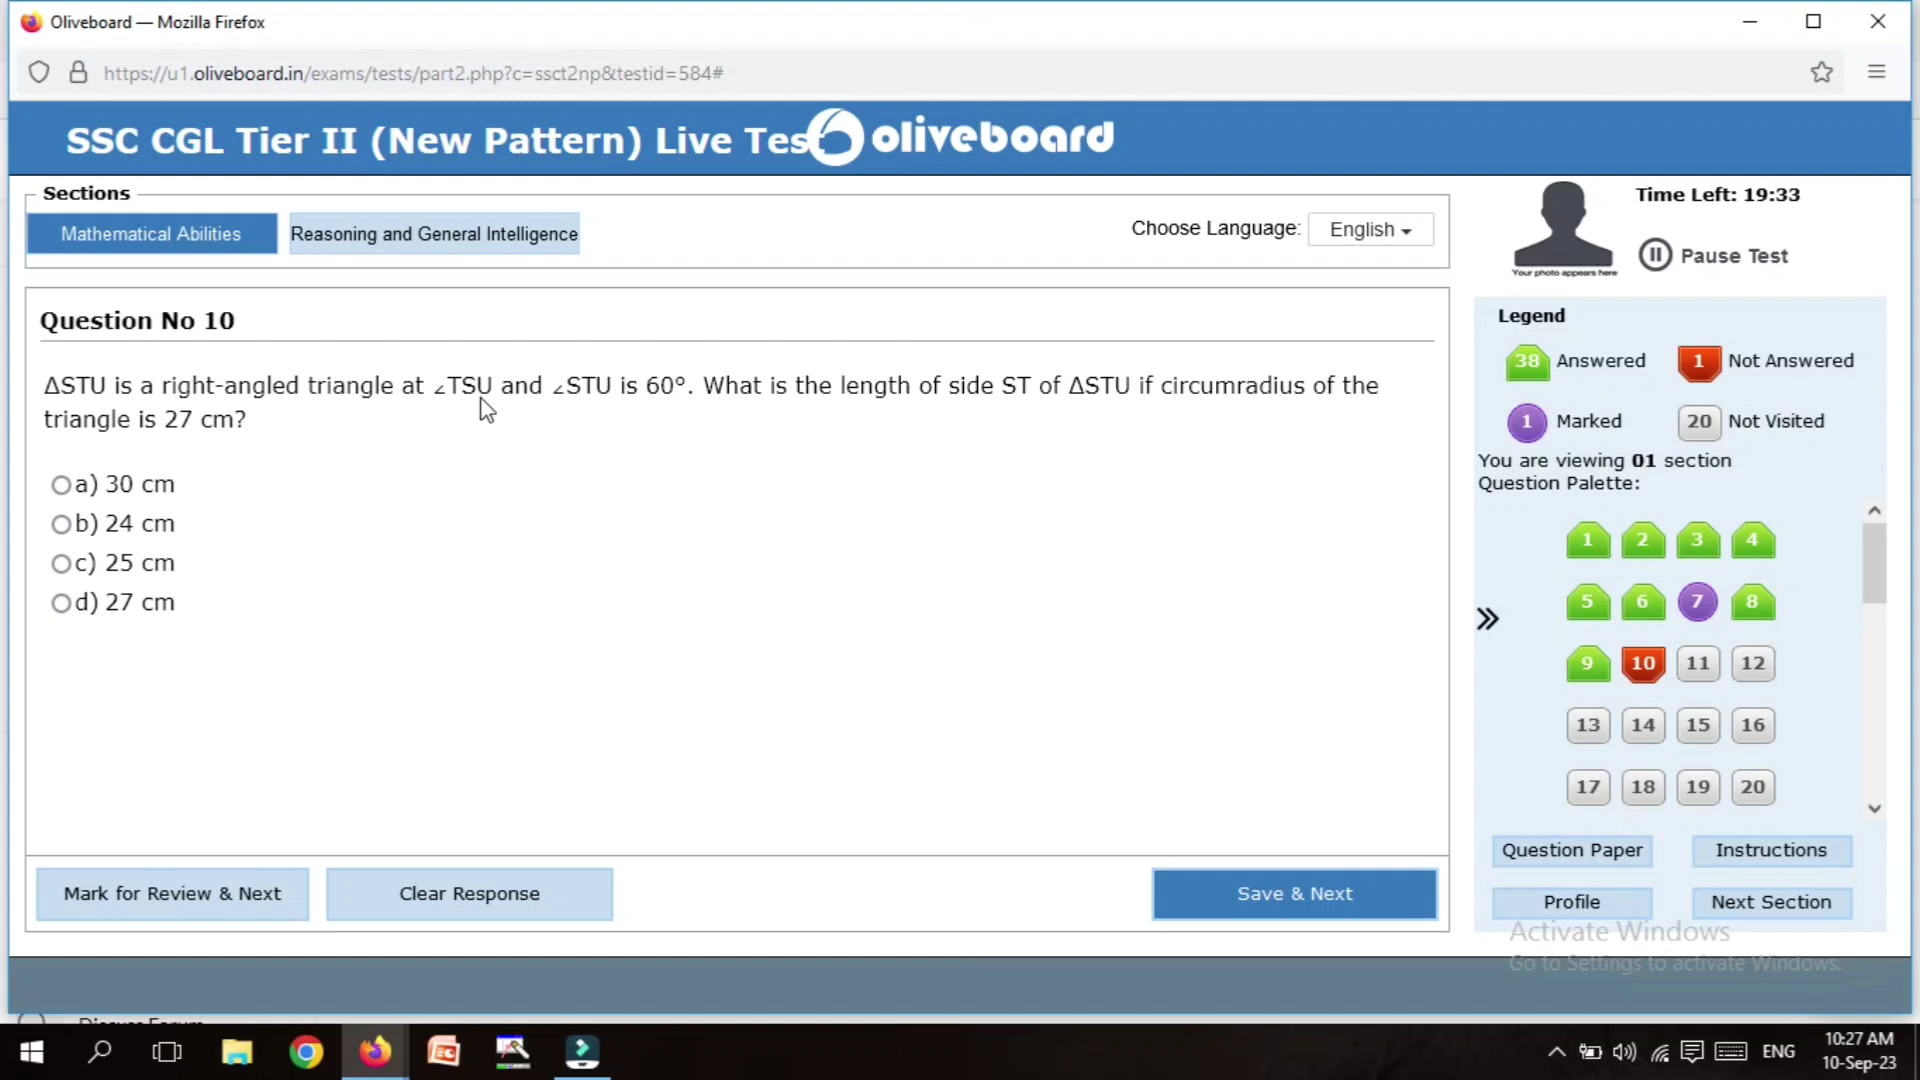 Oliveboard — Mozilla Firefox
https://u1.oliveboard.in/exams/tests/part2.php?c=ssct2np&testid=584#
SSC CGL Tier II (New Pattern) Live Tes
oliveboard
Sections
Mathematical Abilities
Reasoning and General Intelligence
Choose Language:
English
Your photo appears here
Time Left: 19:33
Pause Test
Question No 10
ΔSTU is a right-angled triangle at ∠TSU and ∠STU is 60°. What is the length of side ST of ΔSTU if circumradius of the
triangle is 27 cm?
a) 30 cm
b) 24 cm
c) 25 cm
d) 27 cm
Mark for Review & Next
Clear Response
Save & Next
Legend
38 Answered
1 Not Answered
1 Marked
20 Not Visited
You are viewing 01 section
Question Palette:
1 2 3 4
5 6 7 8
9 10 11 12
13 14 15 16
17 18 19 20
Question Paper
Instructions
Profile
Next Section
Activate Windows
Go to Settings to activate Windows.
ENG
10:27 AM
10-Sep-23